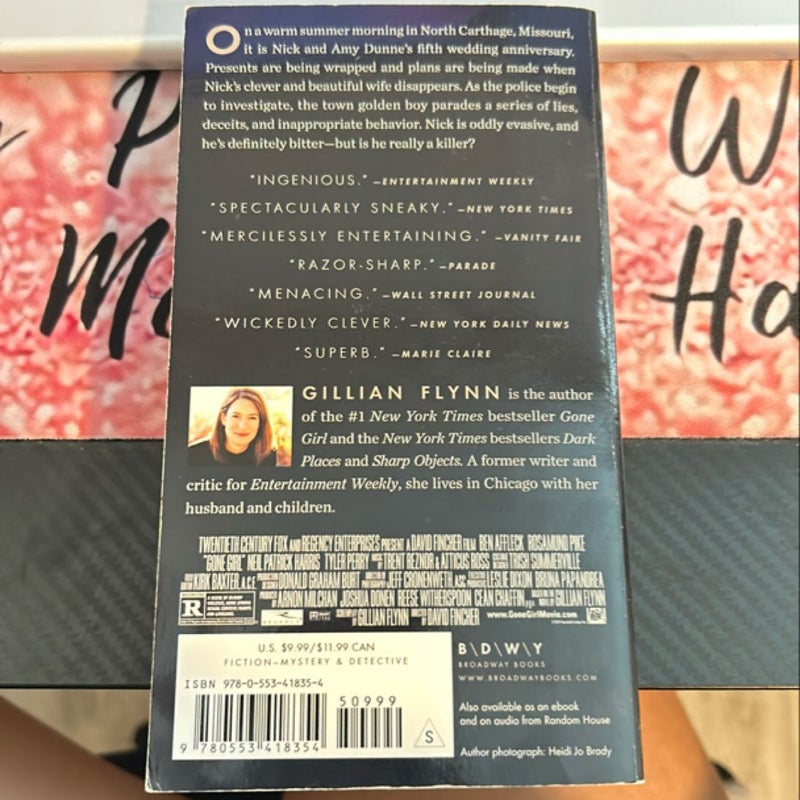 On a warm summer morning in North Carthage, Missouri,
it is Nick and Amy Dunne's fifth wedding anniversary.
Presents are being wrapped and plans are being made when
Nick's clever and beautiful wife disappears. As the police begin
to investigate, the town golden boy parades a series of lies,
deceits, and inappropriate behavior. Nick is oddly evasive, and
he's definitely bitter—but is he really a killer?
"INGENIOUS." —ENTERTAINMENT WEEKLY
"SPECTACULARLY SNEAKY." —NEW YORK TIMES
"MERCILESSLY ENTERTAINING." —VANITY FAIR
"RAZOR-SHARP." —PARADE
"MENACING." —WALL STREET JOURNAL
"WICKEDLY CLEVER." —NEW YORK DAILY NEWS
"SUPERB." —MARIE CLAIRE
GILLIAN FLYNN is the author
of the #1 New York Times bestseller Gone
Girl and the New York Times bestsellers Dark
Places and Sharp Objects. A former writer and
critic for Entertainment Weekly, she lives in Chicago with her
husband and children.
TWENTIETH CENTURY FOX AND REGENCY ENTERPRISES PRESENT A DAVID FINCHER FILM BEN AFFLECK ROSAMUND PIKE
"GONE GIRL" NEIL PATRICK HARRIS TYLER PERRY TRENT REZNOR & ATTICUS ROSS TRISH SUMMERVILLE
KIRK BAXTER, A.C.E. DONALD GRAHAM BURT JEFF CRONENWETH, ASC LESLIE DIXON BRUNA PAPANDREA
ARNON MILCHAN JOSHUA DONEN REESE WITHERSPOON CEÁN CHAFFIN GILLIAN FLYNN
R
REGENCY
GILLIAN FLYNN DAVID FINCHER
www.GoneGirlMovie.com
U.S. $9.99/$11.99 CAN
FICTION—MYSTERY & DETECTIVE
ISBN 978-0-553-41835-4
50999
9 780553 418354
S
B\D\W\Y
BROADWAY BOOKS
WWW.BROADWAYBOOKS.COM
Also available as an ebook
and on audio from Random House
Author photograph: Heidi Jo Brady